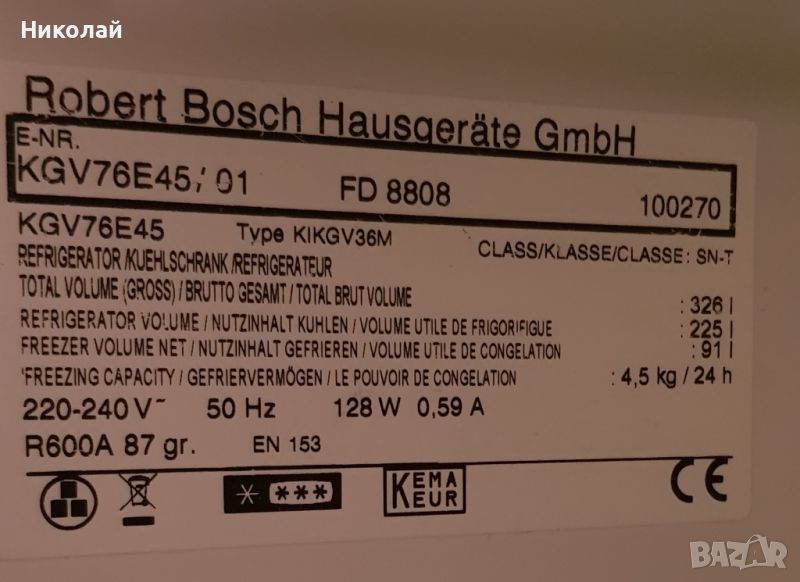 Николай
Robert Bosch Hausgeräte GmbH
E-NR.
KGV76E45/01 FD 8808 100270
KGV76E45 Type KIKGV36M CLASS/KLASSE/CLASSE: SN-T
REFRIGERATOR/KUEHLSCHRANK/REFRIGERATEUR
TOTAL VOLUME (GROSS) / BRUTTO GESAMT / TOTAL BRUT VOLUME : 326 l
REFRIGERATOR VOLUME / NUTZINHALT KUHLEN / VOLUME UTILE DE FRIGORIFIGUE : 225 l
FREEZER VOLUME NET / NUTZINHALT GEFRIEREN / VOLUME UTILE DE CONGELATION : 91 l
FREEZING CAPACITY / GEFRIERVERMÖGEN / LE POUVOIR DE CONGELATION : 4,5 kg / 24 h
220-240 V~ 50 Hz 128 W 0,59 A
R600A 87 gr. EN 153
KEMA KEUR CE
BAZAR